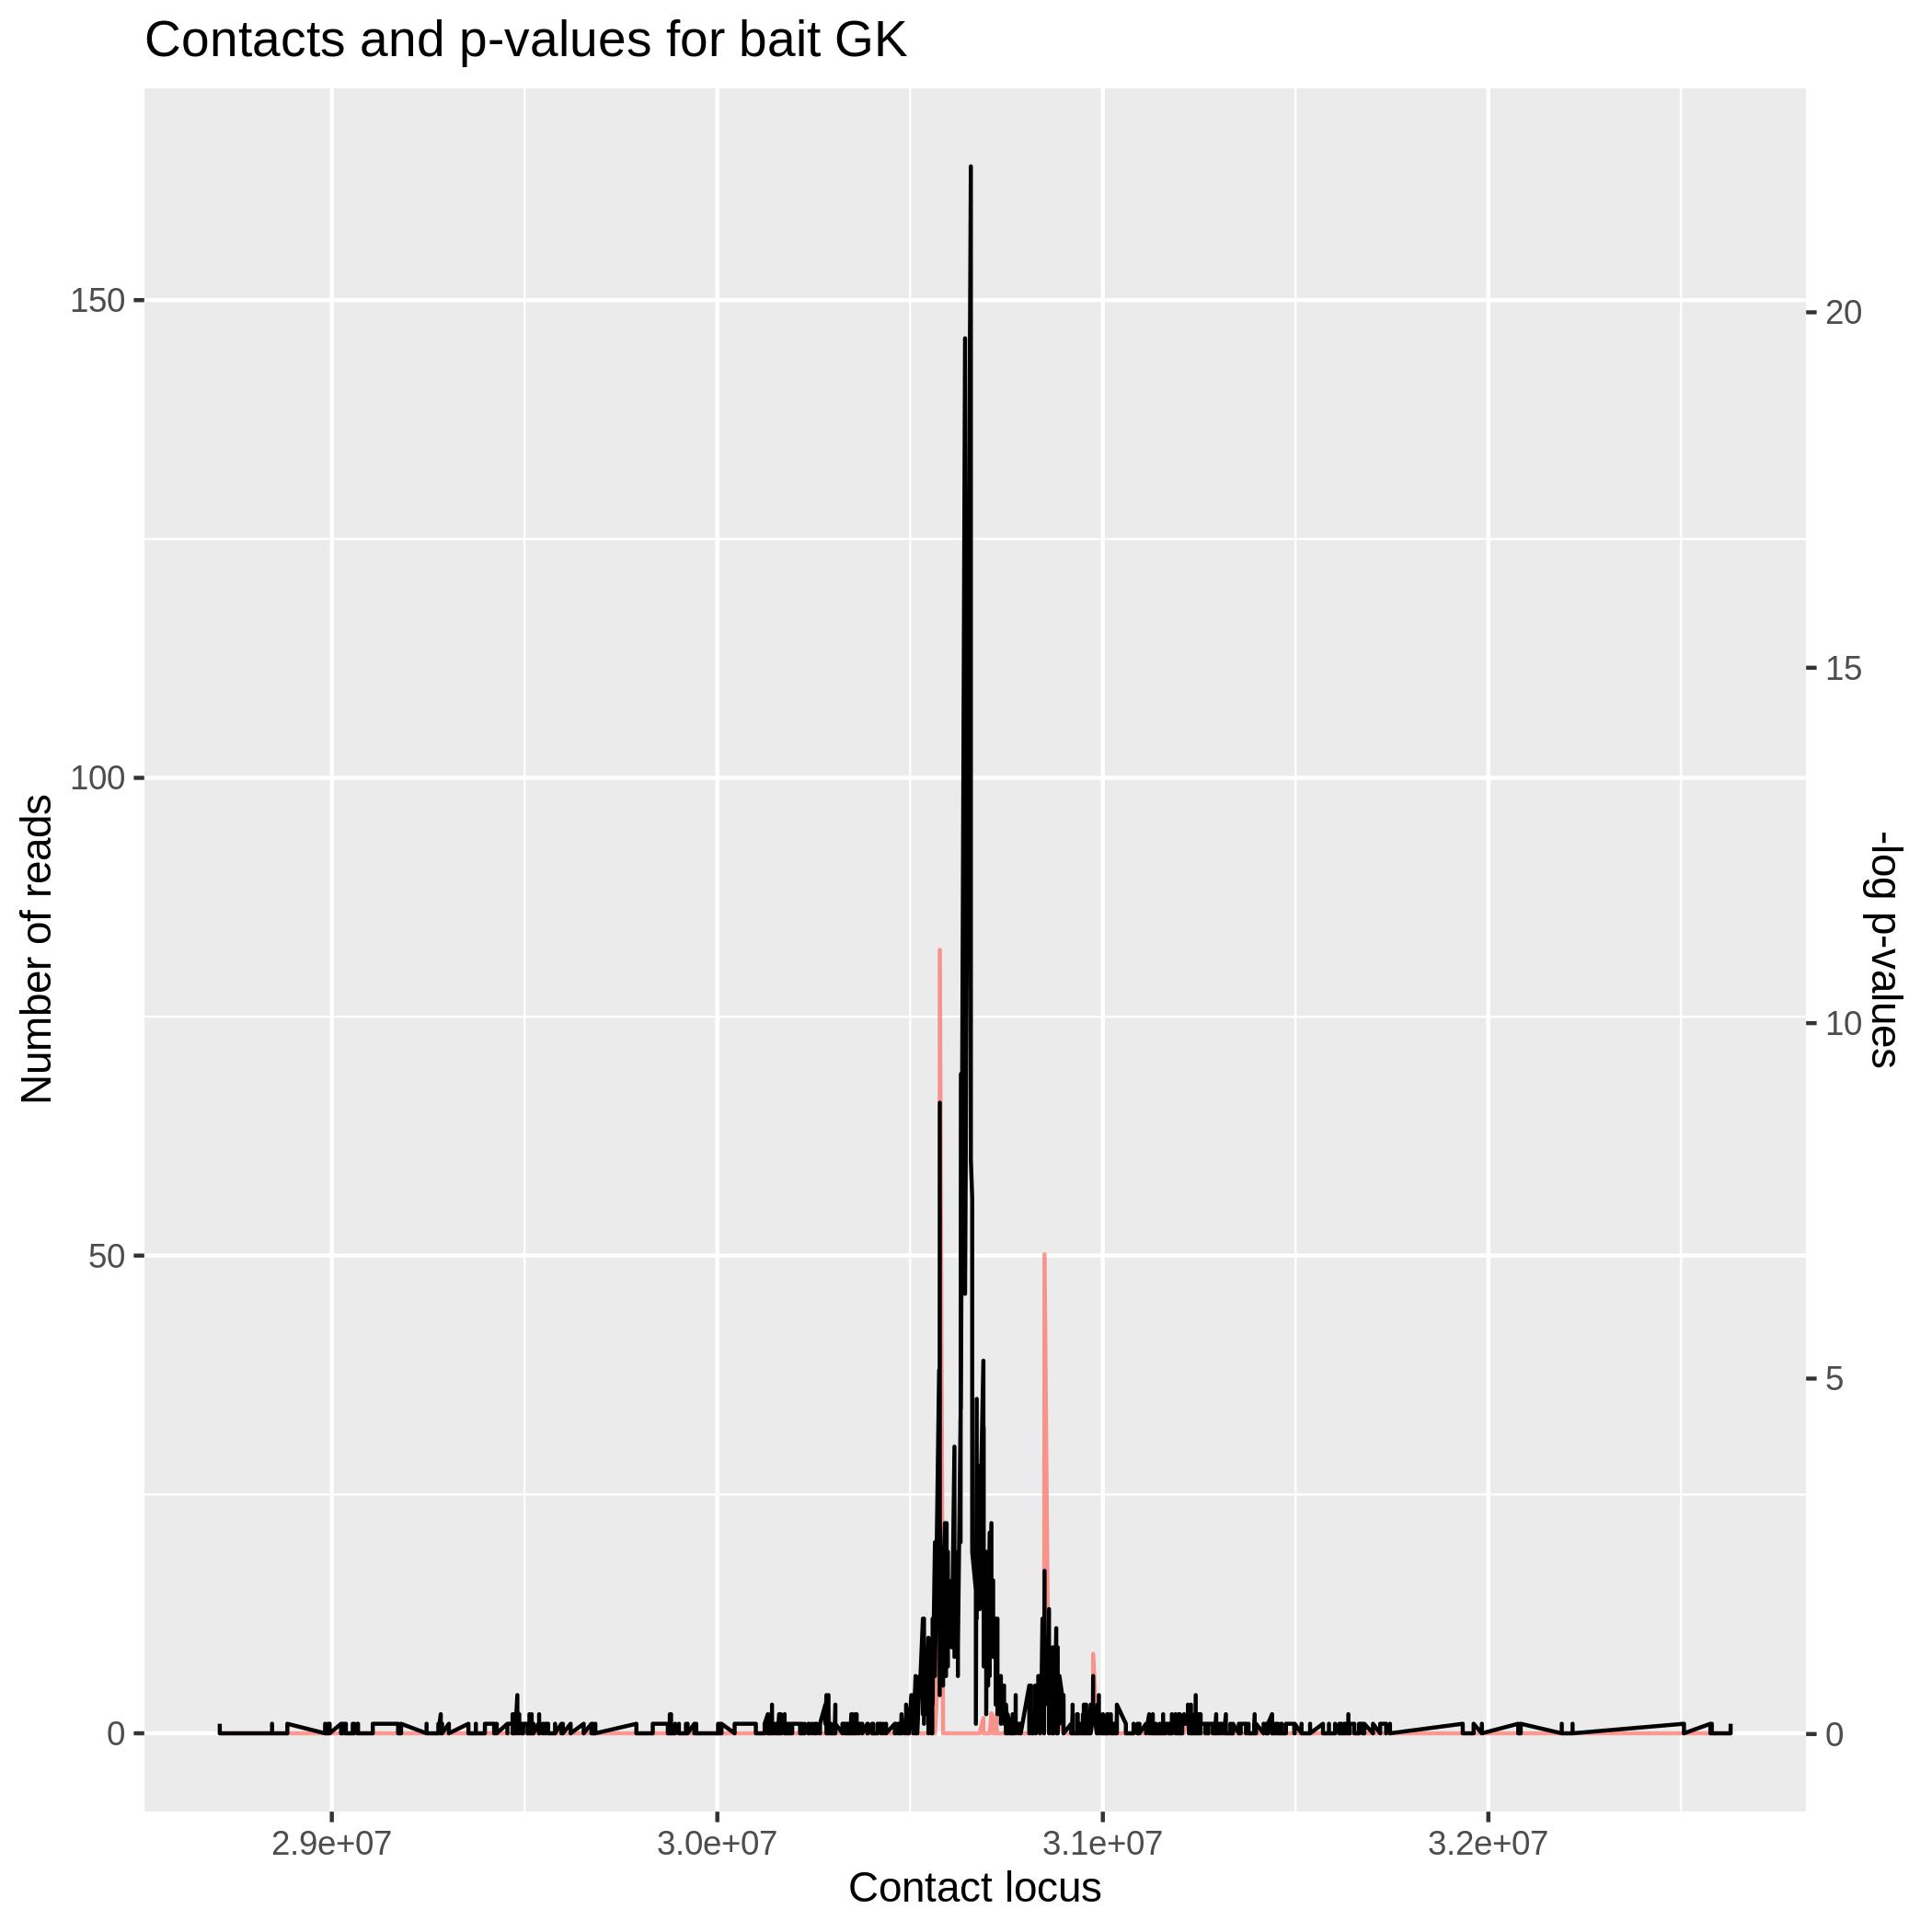 Contacts and p-values for bait GK
Number of reads
150
100
50
0
20
15
10
5
0
-log p-values
2.9e+07
3.0e+07
3.1e+07
3.2e+07
Contact locus